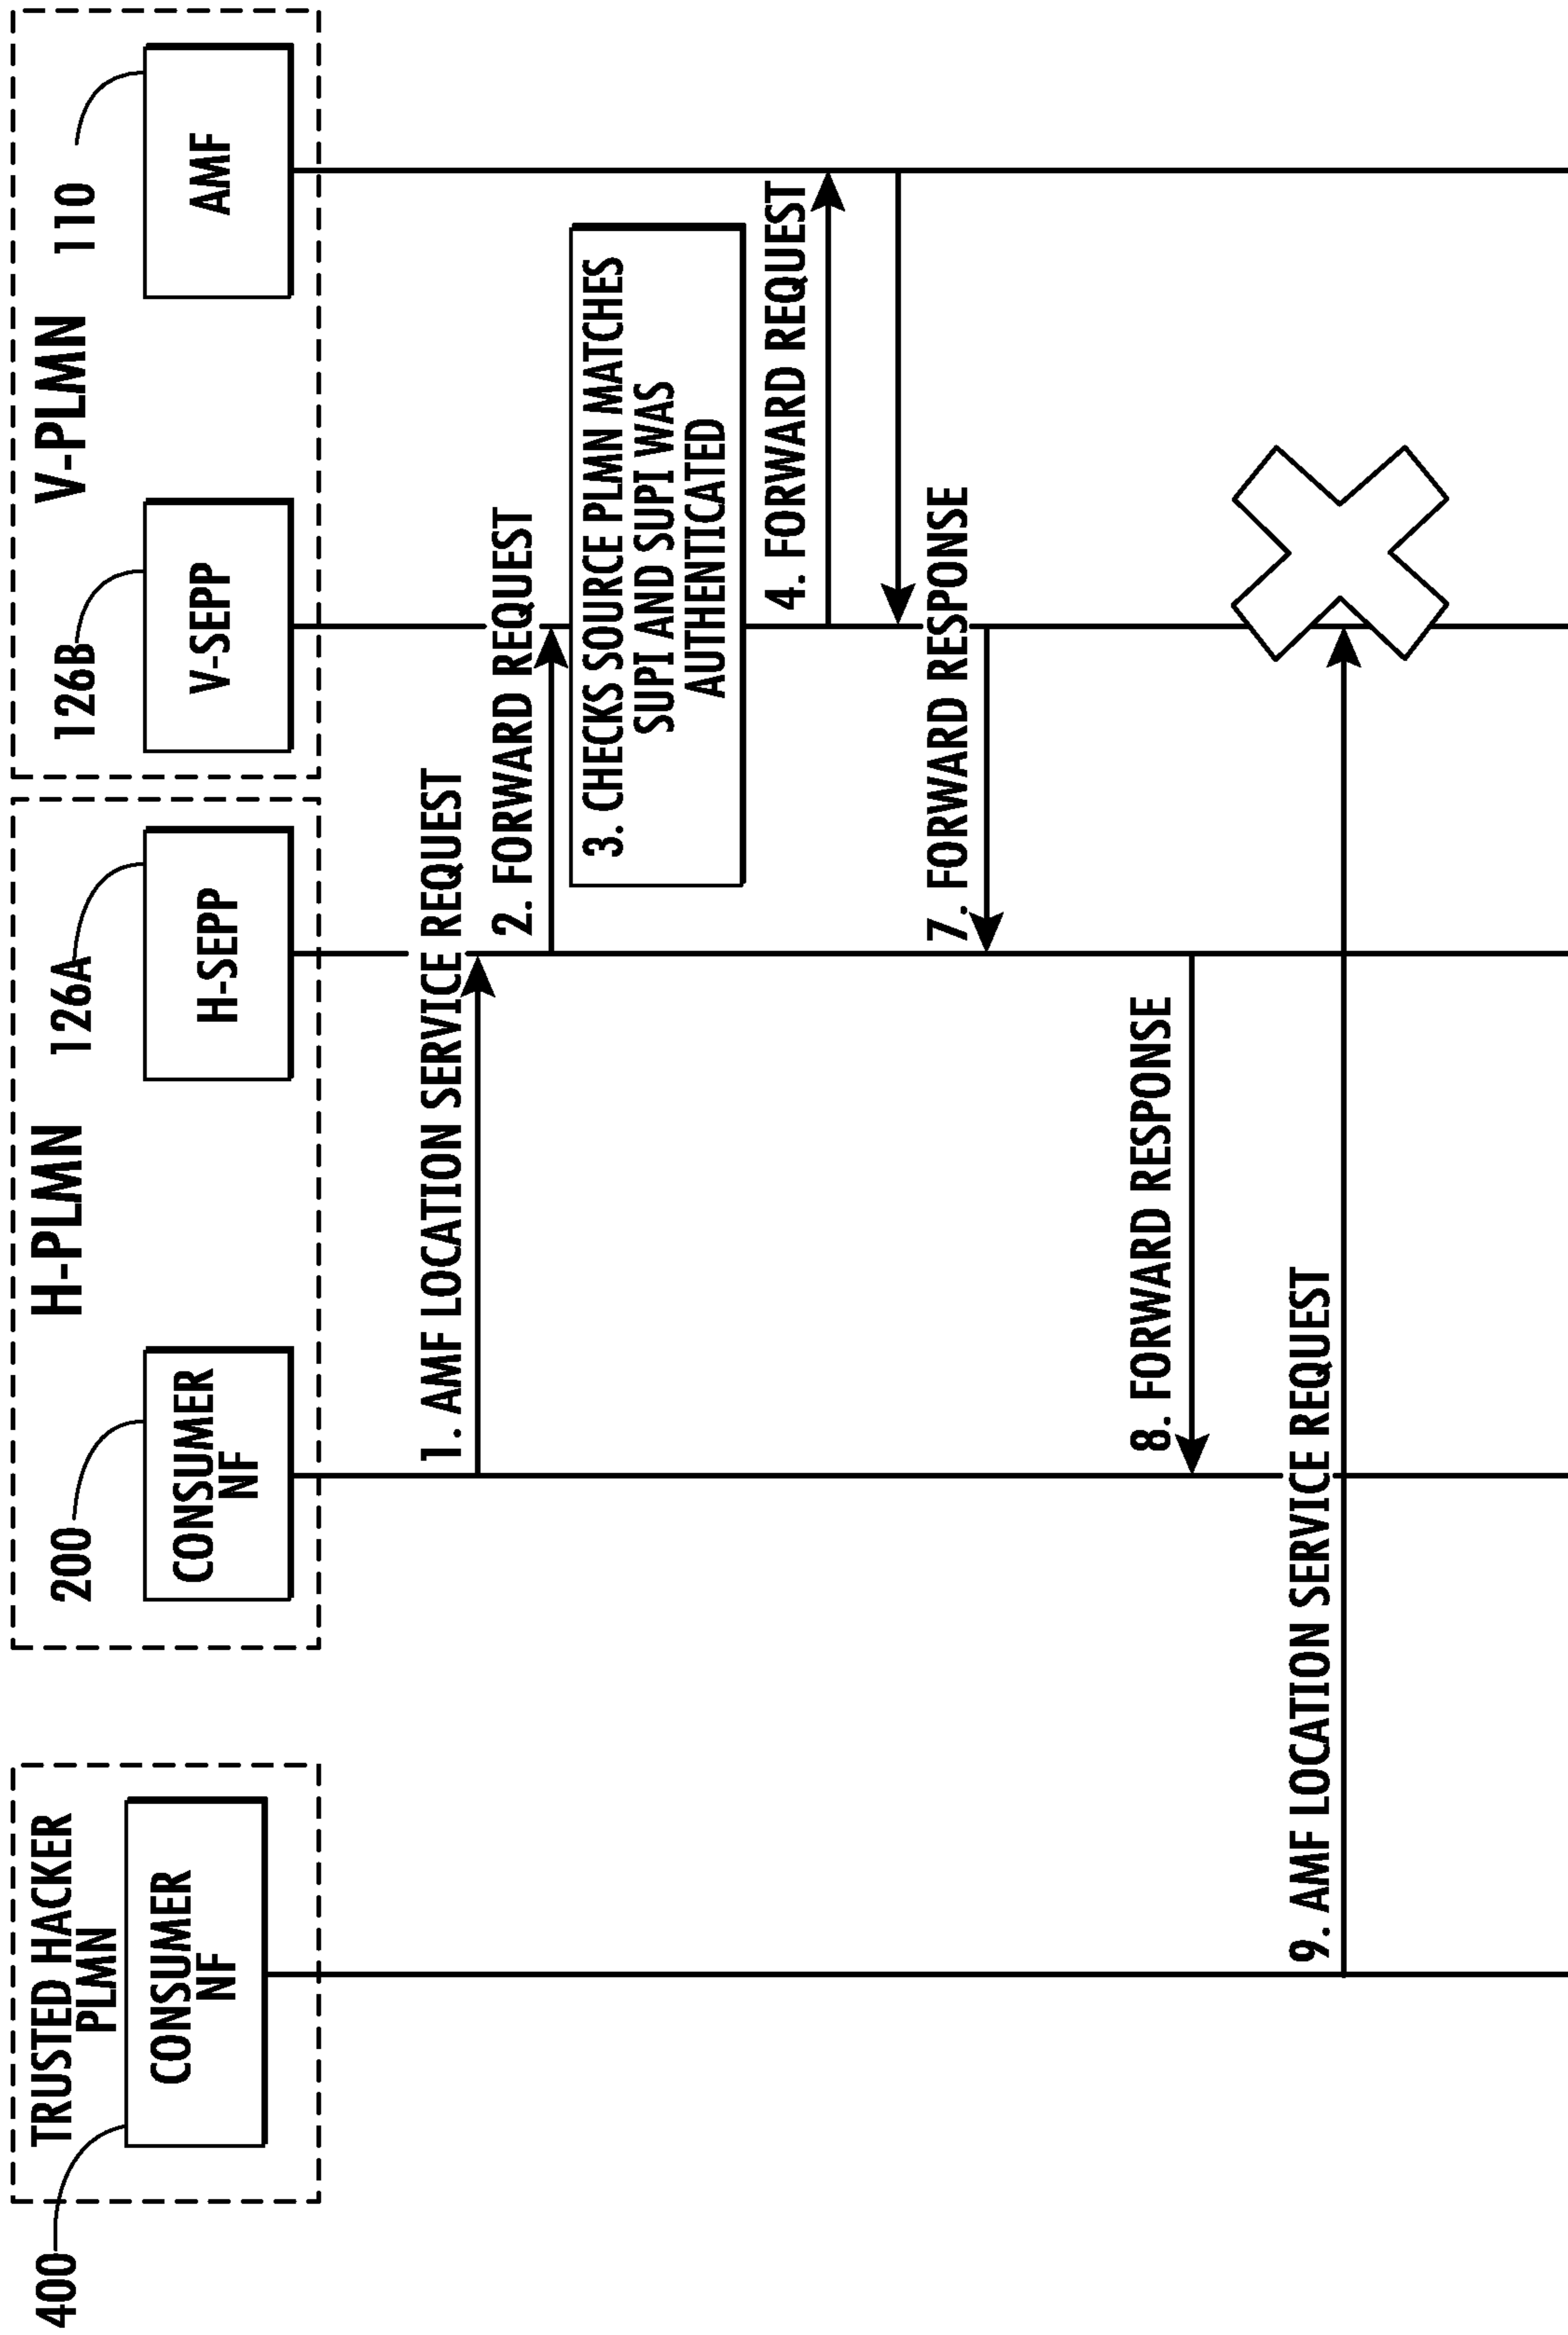 TRUSTED HACKER
PLMN
400
CONSUMER
NF
H-PLMN
200
CONSUMER
NF
126A
H-SEPP
V-PLMN
126B
V-SEPP
110
AMF
1. AMF LOCATION SERVICE REQUEST
2. FORWARD REQUEST
3. CHECKS SOURCE PLMN MATCHES
SUPI AND SUPI WAS
AUTHENTICATED
4. FORWARD REQUEST
7. FORWARD RESPONSE
8. FORWARD RESPONSE
9. AMF LOCATION SERVICE REQUEST